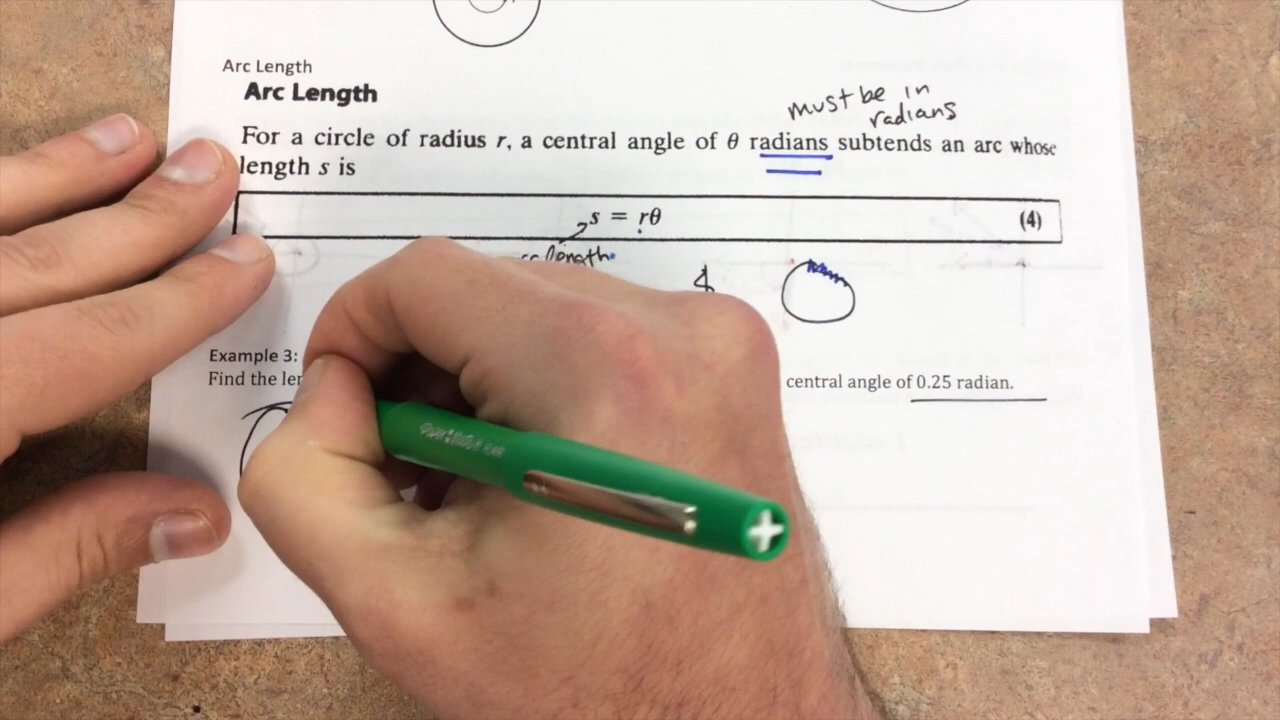 Arc Length
Arc Length
must be in
radians
For a circle of radius r, a central angle of θ radians subtends an arc whose
length s is
s = rθ (4)
length
Example 3:
Find the central angle of 0.25 radian.